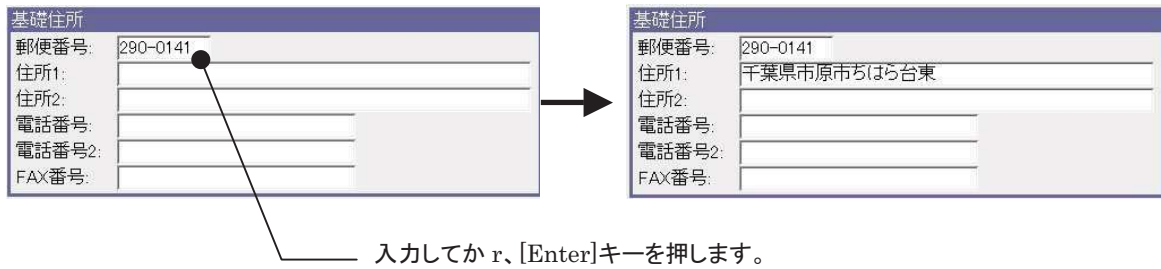 基礎住所
郵便番号: 290-0141
住所1:
住所2:
電話番号:
電話番号2:
FAX番号:
基礎住所
郵便番号: 290-0141
住所1: 千葉県市原市ちはら台東
住所2:
電話番号:
電話番号2:
FAX番号:
入力してか r、[Enter]キーを押します。